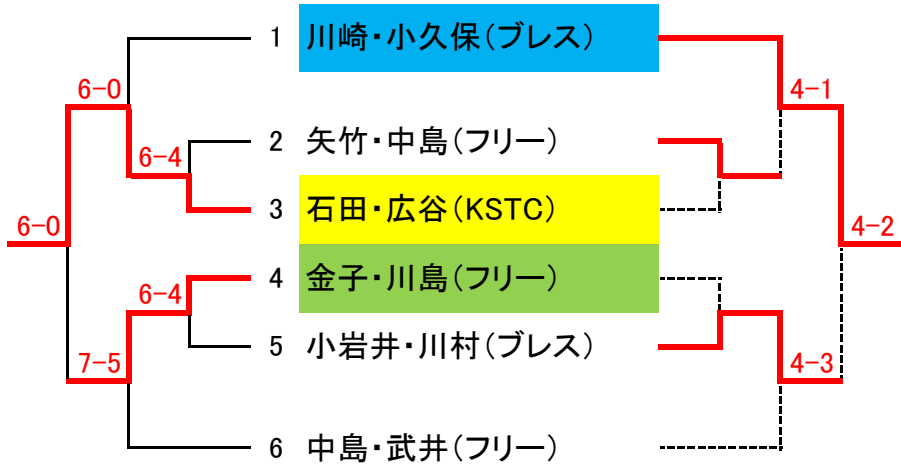 1 川崎・小久保(ブレス)
6-0
4-1
2 矢竹・中島(フリー)
6-4
3 石田・広谷(KSTC)
6-0
4-2
4 金子・川島(フリー)
6-4
5 小岩井・川村(ブレス)
7-5
4-3
6 中島・武井(フリー)